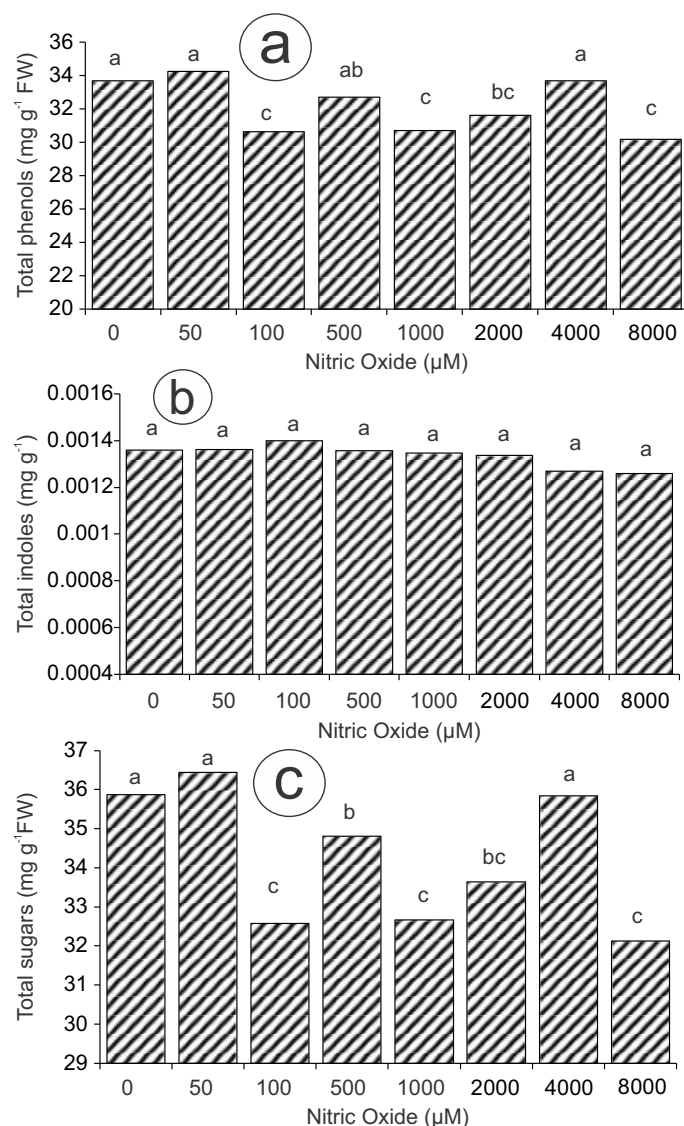 a
Total phenols (mg g⁻¹ FW)
36
34
32
30
28
26
24
22
20
a a c ab c bc a c
0 50 100 500 1000 2000 4000 8000
Nitric Oxide (µM)
b
Total indoles (mg g⁻¹)
0.0016
0.0014
0.0012
0.001
0.0008
0.0006
0.0004
a a a a a a a a
0 50 100 500 1000 2000 4000 8000
Nitric Oxide (µM)
c
Total sugars (mg g⁻¹FW)
37
36
35
34
33
32
31
30
29
a a c b c bc a c
0 50 100 500 1000 2000 4000 8000
Nitric Oxide (µM)